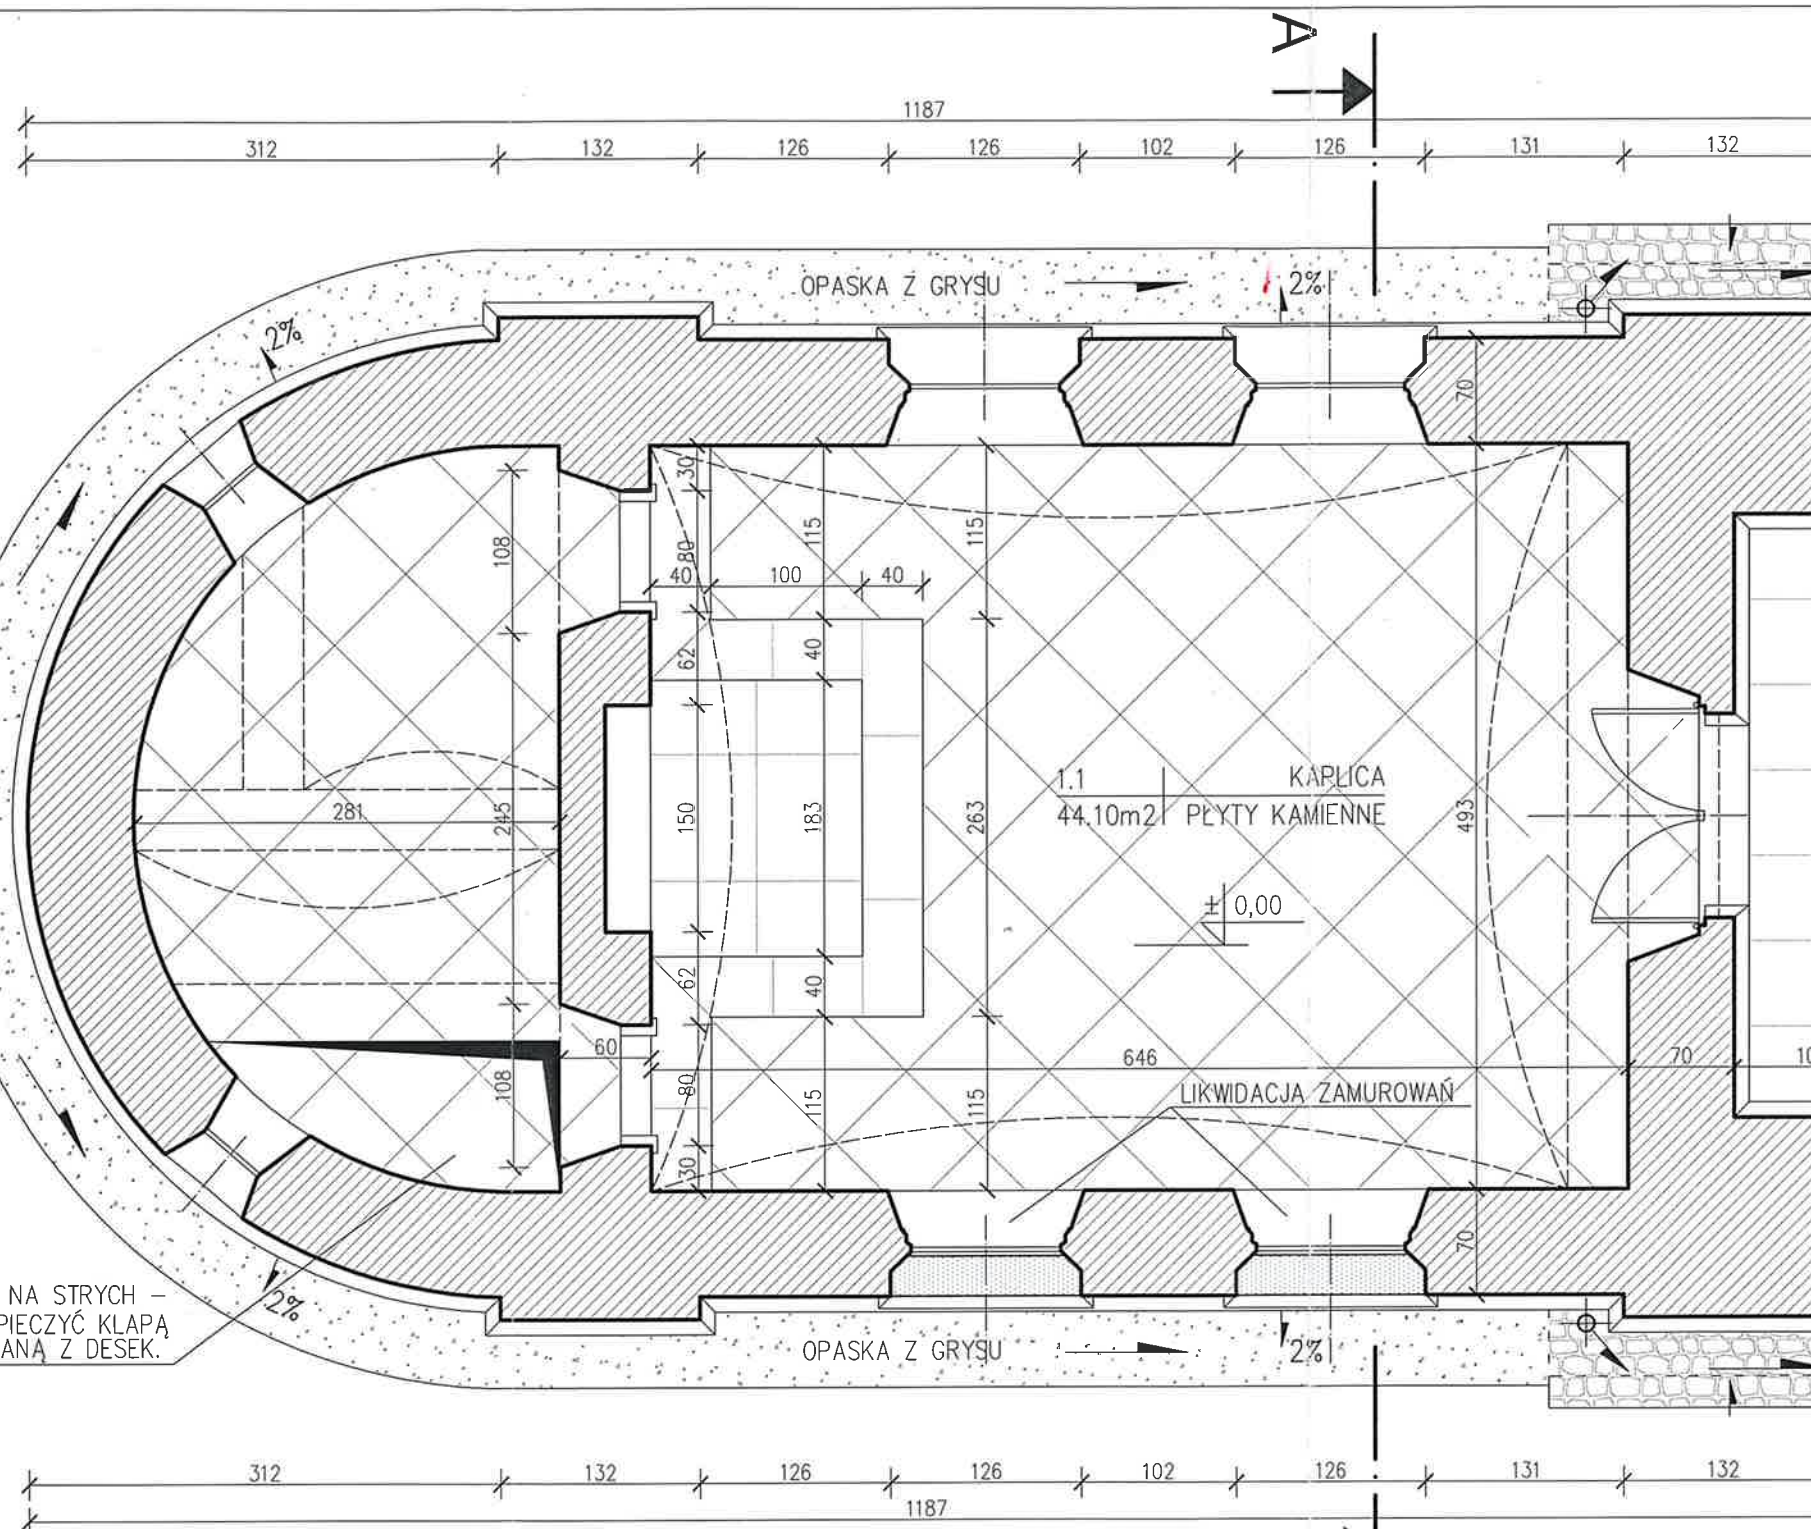 A
1187
312 132 126 126 102 126 131 132
OPASKA Z GRYSU
2%
2%
70
30
115
115
108
80
40 100 40
62
40
1.1 KAPLICA
44.10m2 PŁYTY KAMIENNE
281
245
150
183
263
493
± 0,00
62
40
60
646
70
10
108
80
115
115
LIKWIDACJA ZAMUROWAŃ
30
70
NA STRYCH –
PIECZYĆ KLAPĄ
ANĄ Z DESEK.
2%
OPASKA Z GRYSU
2%
312 132 126 126 102 126 131 132
1187